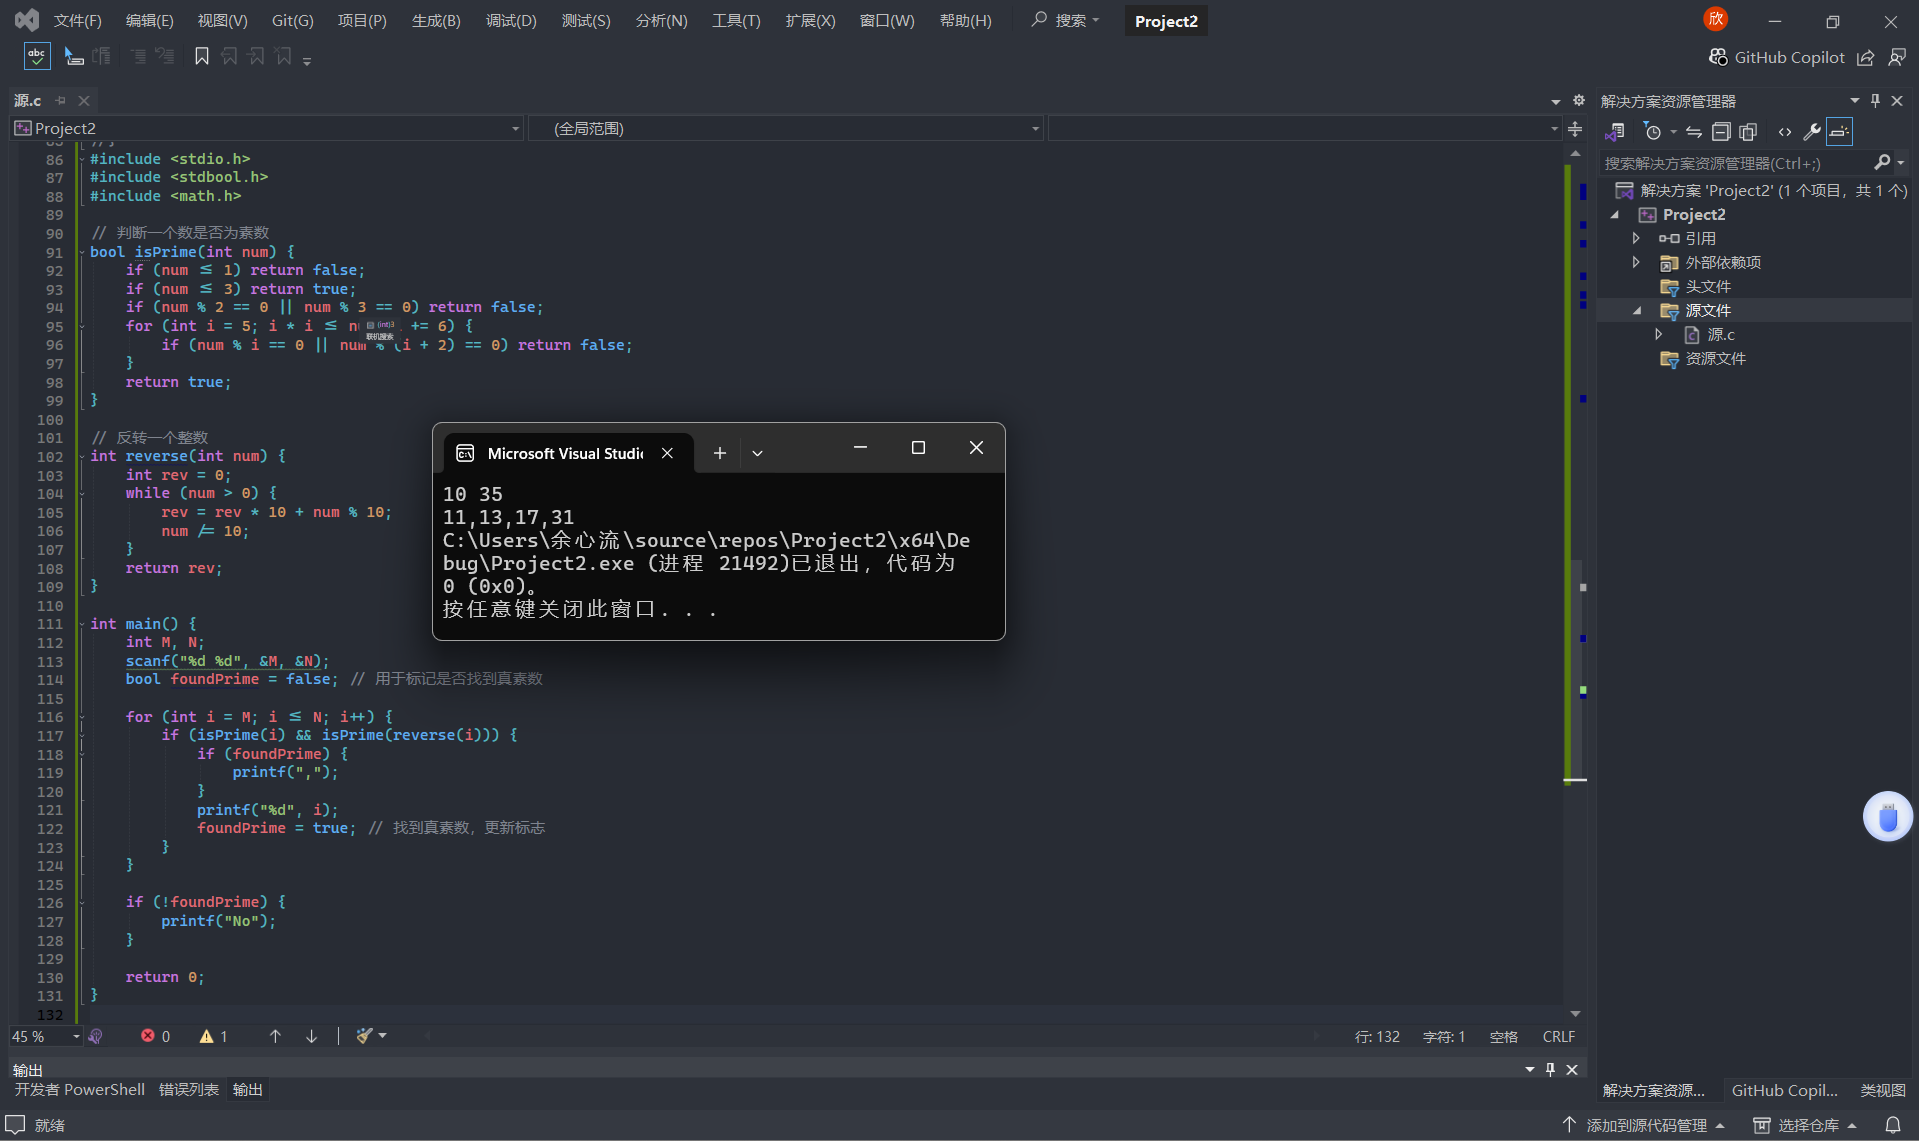 文件(F) 编辑(E) 视图(V) Git(G) 项目(P) 生成(B) 调试(D) 测试(S) 分析(N) 工具(T) 扩展(X) 窗口(W) 帮助(H) 搜索 Project2 欣
abc GitHub Copilot
源.c
Project2 (全局范围)
86 #include <stdio.h>
87 #include <stdbool.h>
88 #include <math.h>
89
90 // 判断一个数是否为素数
91 bool isPrime(int num) {
92 if (num ≤ 1) return false;
93 if (num ≤ 3) return true;
94 if (num % 2 == 0 || num % 3 == 0) return false;
95 for (int i = 5; i * i ≤ += 6) {
(int)3
联机搜索
96 if (num % i == 0 || num % (i + 2) == 0) return false;
97 }
98 return true;
99 }
100
101 // 反转一个整数
102 int reverse(int num) {
103 int rev = 0;
104 while (num > 0) {
105 rev = rev * 10 + num % 10;
106 num /= 10;
107 }
108 return rev;
109 }
110
111 int main() {
112 int M, N;
113 scanf("%d %d", &M, &N);
114 bool foundPrime = false; // 用于标记是否找到真素数
115
116 for (int i = M; i ≤ N; i++) {
117 if (isPrime(i) && isPrime(reverse(i))) {
118 if (foundPrime) {
119 printf(",");
120 }
121 printf("%d", i);
122 foundPrime = true; // 找到真素数，更新标志
123 }
124 }
125
126 if (!foundPrime) {
127 printf("No");
128 }
129
130 return 0;
131 }
132
Microsoft Visual Studi
10 35
11,13,17,31
C:\Users\余心流\source\repos\Project2\x64\De
bug\Project2.exe (进程 21492)已退出，代码为
0 (0x0)。
按任意键关闭此窗口. . .
解决方案资源管理器
搜索解决方案资源管理器(Ctrl+;)
解决方案 'Project2' (1 个项目，共 1 个)
Project2
引用
外部依赖项
头文件
源文件
源.c
资源文件
45 % 0 1 行: 132 字符: 1 空格 CRLF
输出
开发者 PowerShell 错误列表 输出
解决方案资源... GitHub Copil... 类视图
就绪 添加到源代码管理 选择仓库